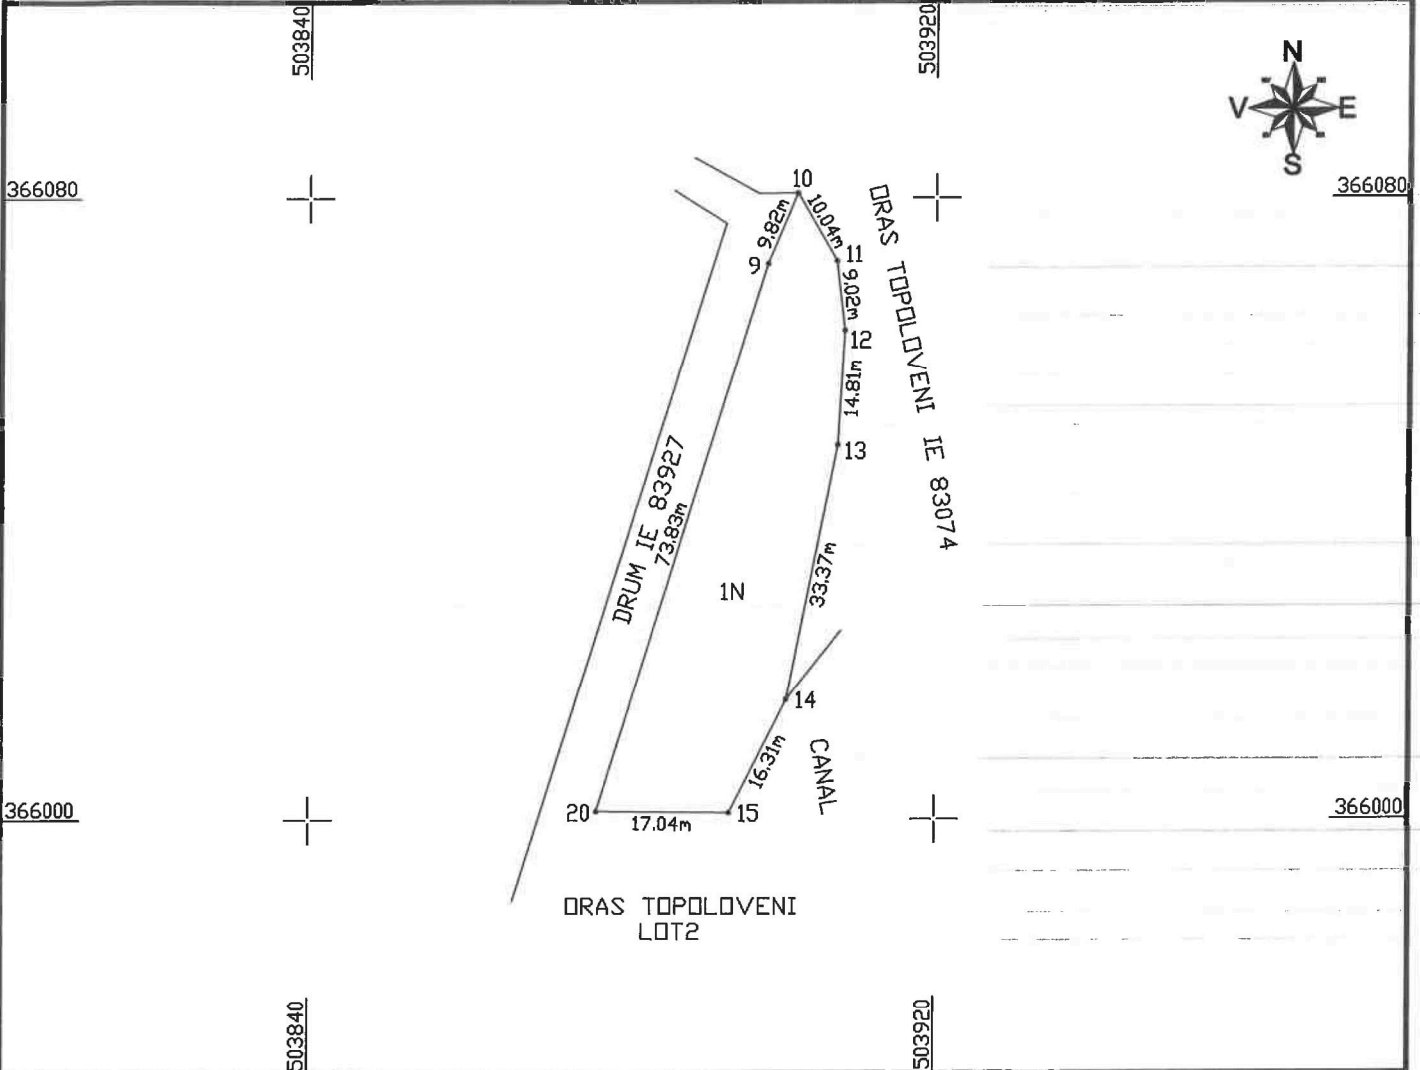 503840
503920
N
V E
S
366080
366080
10
9.82m
10.04m
9
11
9.02m
12
14.81m
13
ORAS TOPOLOVENI IE 83074
DRUM IE 83927
73.83m
33.37m
1N
14
16.31m
CANAL
20
15
17.04m
366000
366000
ORAS TOPOLOVENI
LOT2
503840
503920